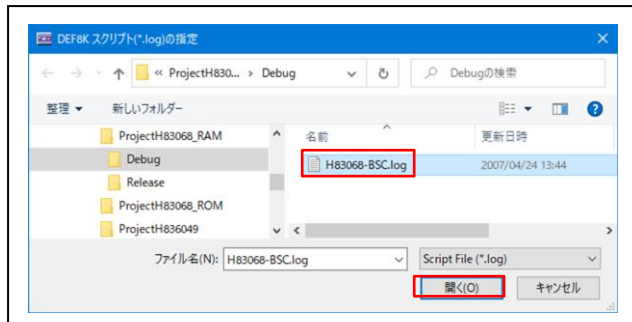 DEF8K スクリプト(*.log)の指定
« ProjectH830... › Debug
Debugの検索
整理 新しいフォルダー
ProjectH83068_RAM
Debug
Release
ProjectH83068_ROM
ProjectH836049
名前 更新日時
H83068-BSC.log 2007/04/24 13:44
ファイル名(N): H83068-BSC.log Script File (*.log)
開く(O) キャンセル